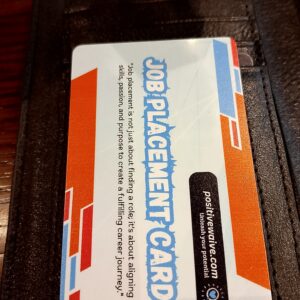 positivewaive.com
Unleash your potential
JOB PLACEMENT CARD
"Job placement is not just about finding a role; it's about aligning
skills, passion, and purpose to create a fulfilling career journey."